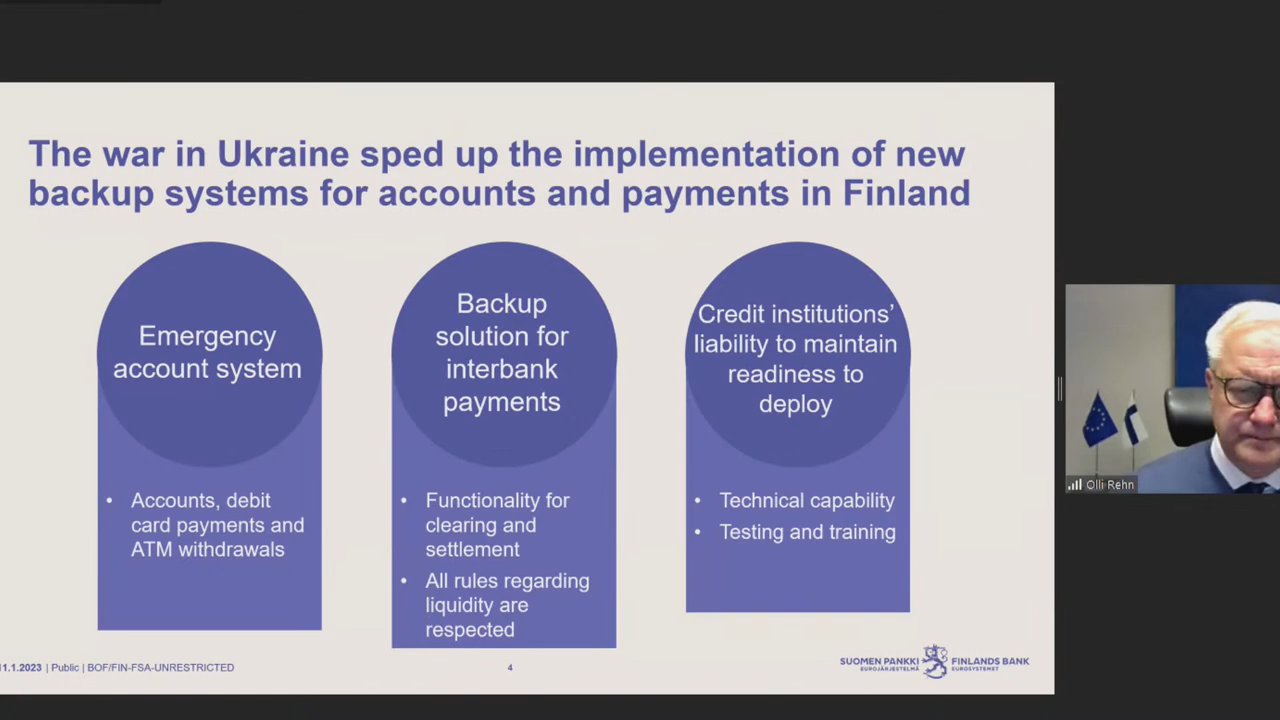 The war in Ukraine sped up the implementation of new
backup systems for accounts and payments in Finland
Emergency
account system
• Accounts, debit
card payments and
ATM withdrawals
Backup
solution for
interbank
payments
• Functionality for
clearing and
settlement
• All rules regarding
liquidity are
respected
Credit institutions’
liability to maintain
readiness to
deploy
• Technical capability
• Testing and training
Olli Rehn
11.1.2023 | Public | BOF/FIN-FSA-UNRESTRICTED
4
SUOMEN PANKKI
EUROJÄRJESTELMÄ
FINLANDS BANK
EUROSYSTEMET